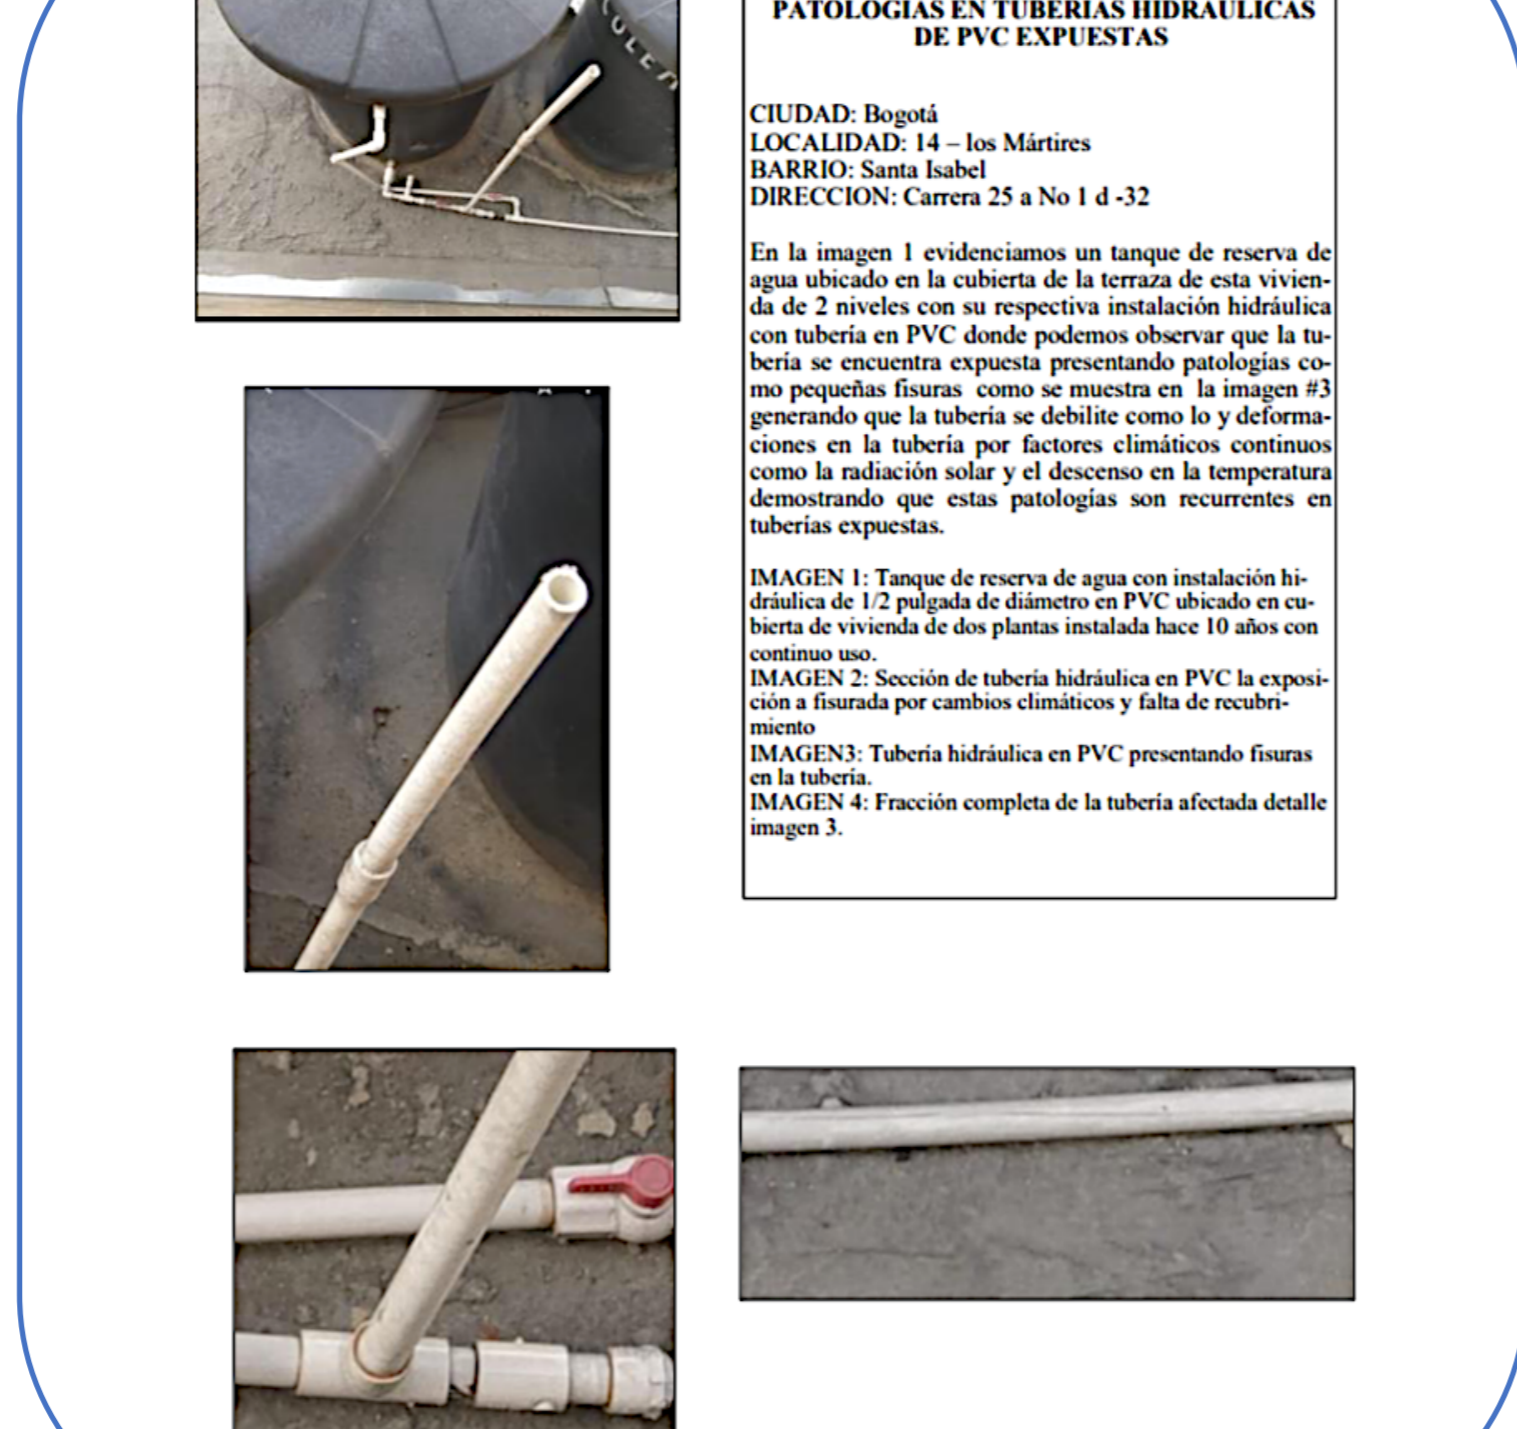 PATOLOGIAS EN TUBERIAS HIDRAULICAS
DE PVC EXPUESTAS
CIUDAD: Bogotá
LOCALIDAD: 14 – los Mártires
BARRIO: Santa Isabel
DIRECCION: Carrera 25 a No 1 d -32
En la imagen 1 evidenciamos un tanque de reserva de
agua ubicado en la cubierta de la terraza de esta vivien-
da de 2 niveles con su respectiva instalación hidráulica
con tubería en PVC donde podemos observar que la tu-
bería se encuentra expuesta presentando patologías co-
mo pequeñas fisuras como se muestra en la imagen #3
generando que la tubería se debilite como lo y deforma-
ciones en la tubería por factores climáticos continuos
como la radiación solar y el descenso en la temperatura
demostrando que estas patologías son recurrentes en
tuberías expuestas.
IMAGEN 1: Tanque de reserva de agua con instalación hi-
dráulica de 1/2 pulgada de diámetro en PVC ubicado en cu-
bierta de vivienda de dos plantas instalada hace 10 años con
continuo uso.
IMAGEN 2: Sección de tubería hidráulica en PVC la exposi-
ción a fisurada por cambios climáticos y falta de recubri-
miento
IMAGEN3: Tubería hidráulica en PVC presentando fisuras
en la tubería.
IMAGEN 4: Fracción completa de la tubería afectada detalle
imagen 3.